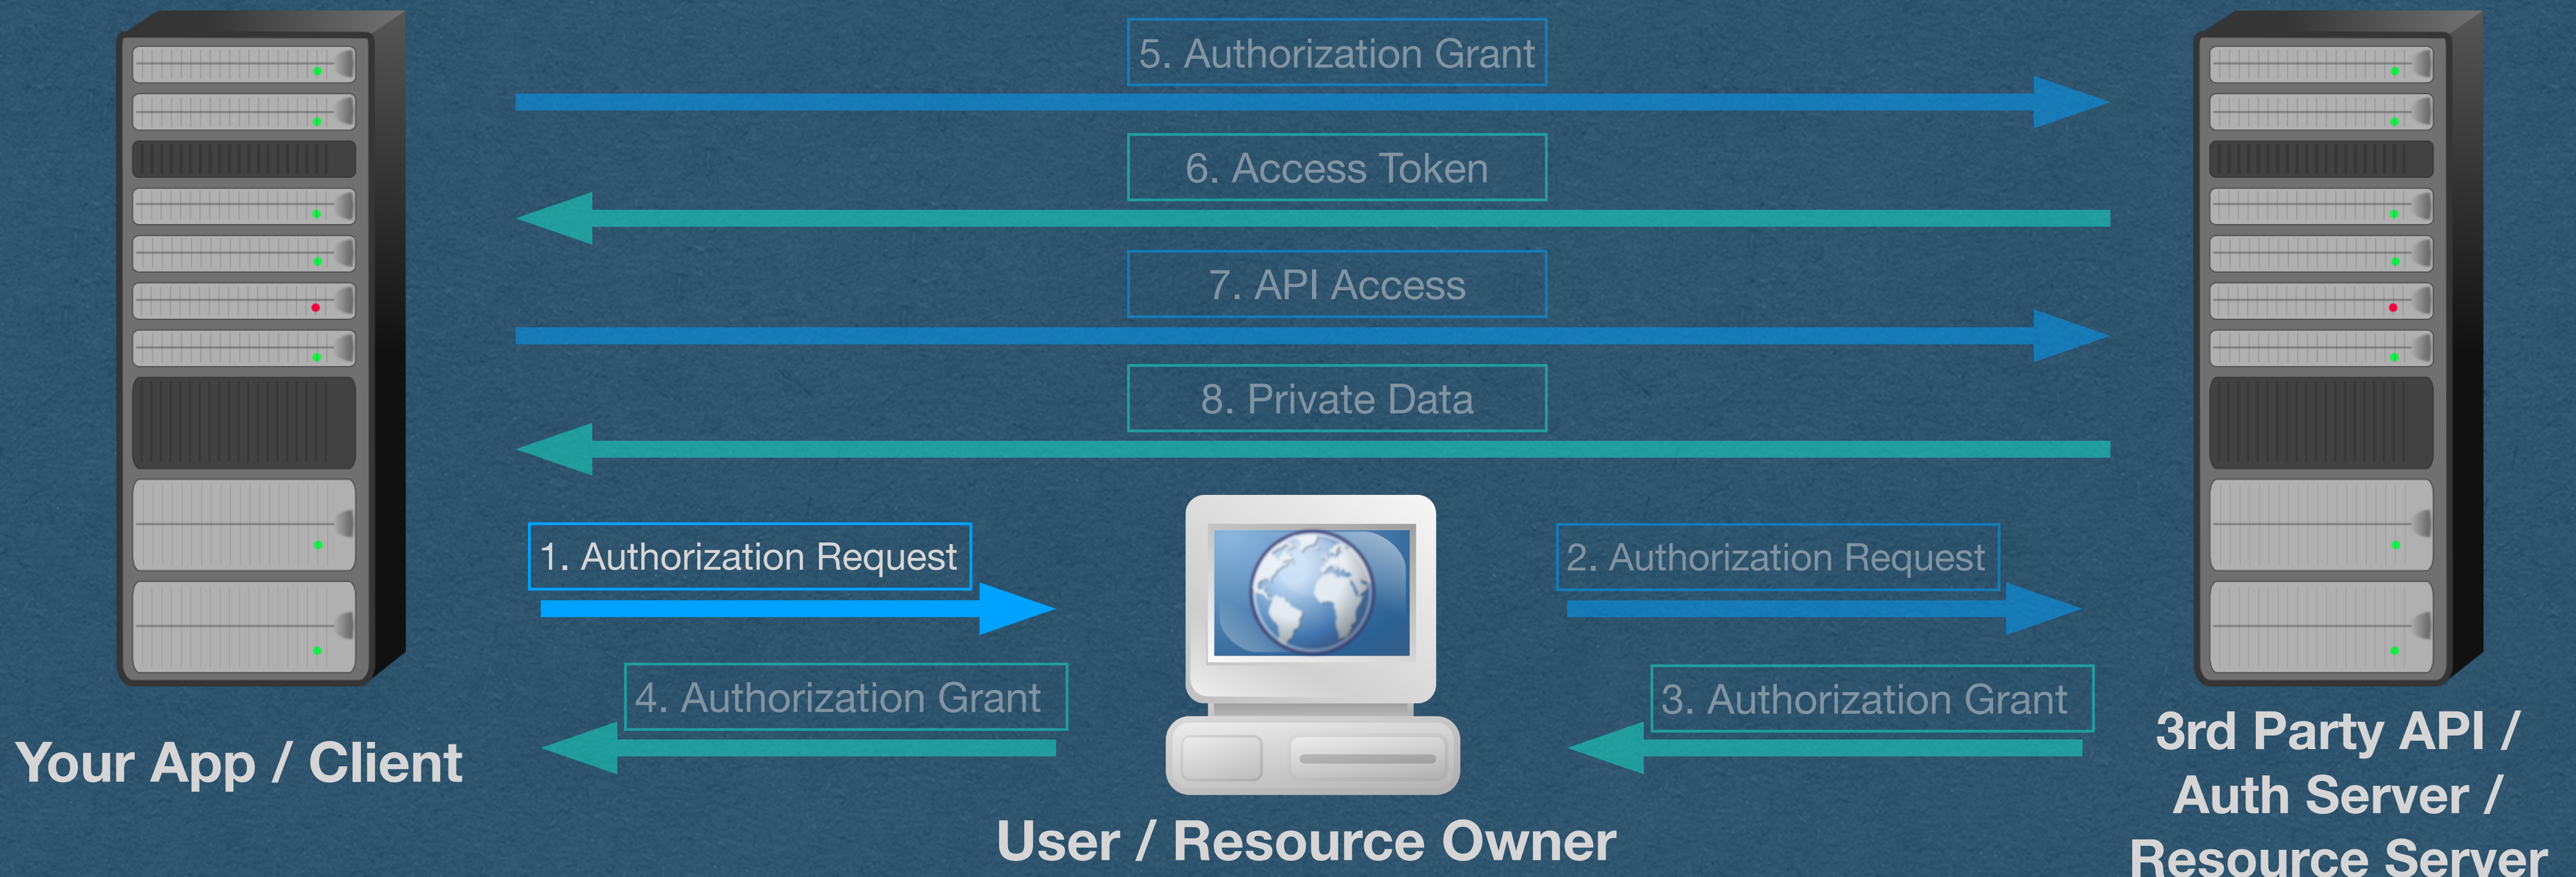 5. Authorization Grant
6. Access Token
7. API Access
8. Private Data
1. Authorization Request
2. Authorization Request
4. Authorization Grant
3. Authorization Grant
Your App / Client
User / Resource Owner
3rd Party API /
Auth Server /
Resource Server